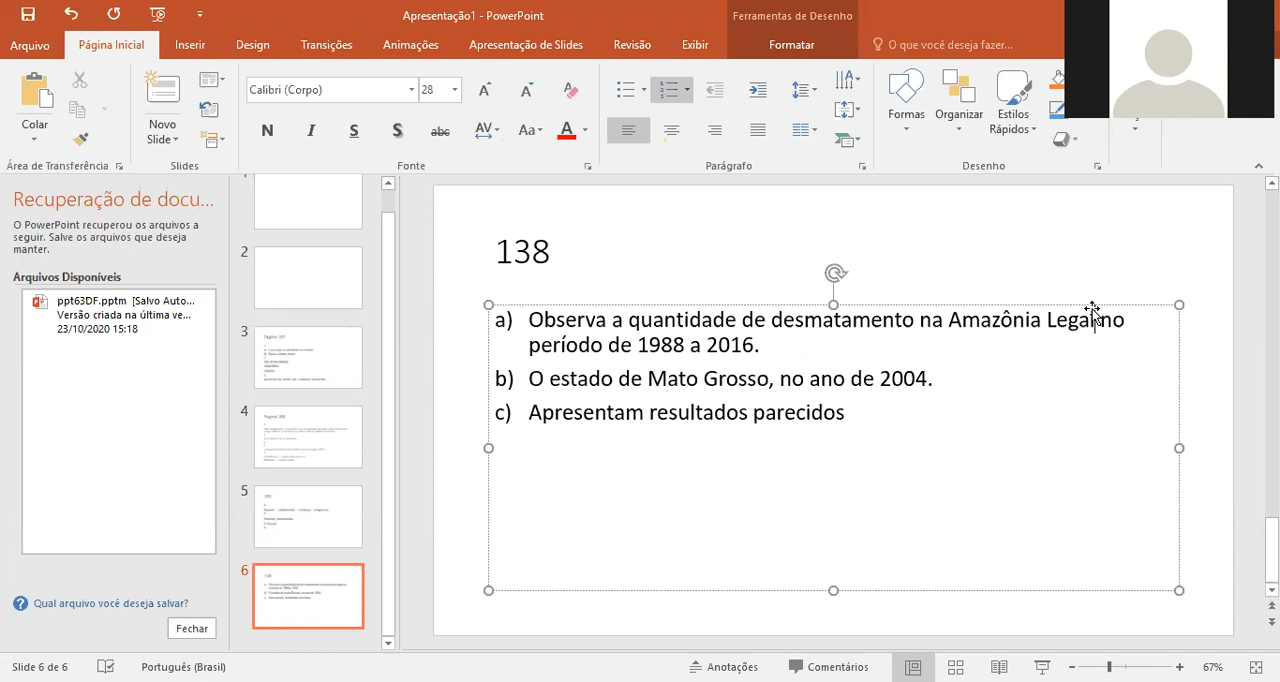 Apresentação1 - PowerPoint
Ferramentas de Desenho
Arquivo
Página Inicial
Inserir
Design
Transições
Animações
Apresentação de Slides
Revisão
Exibir
Formatar
O que você deseja fazer...
Colar
Novo
Slide
Calibri (Corpo)
28
N I S S abc AV Aa A
Formas
Organizar
Estilos
Rápidos
Área de Transferência
Slides
Fonte
Parágrafo
Desenho
Recuperação de docu...
O PowerPoint recuperou os arquivos a
seguir. Salve os arquivos que deseja
manter.
Arquivos Disponíveis
ppt63DF.pptm [Salvo Auto...
Versão criada na última ve...
23/10/2020 15:18
Qual arquivo você deseja salvar?
Fechar
2
3
4
5
6
138
a) Observa a quantidade de desmatamento na Amazônia Legal no
período de 1988 a 2016.
b) O estado de Mato Grosso, no ano de 2004.
c) Apresentam resultados parecidos
Slide 6 de 6
Português (Brasil)
Anotações
Comentários
67%